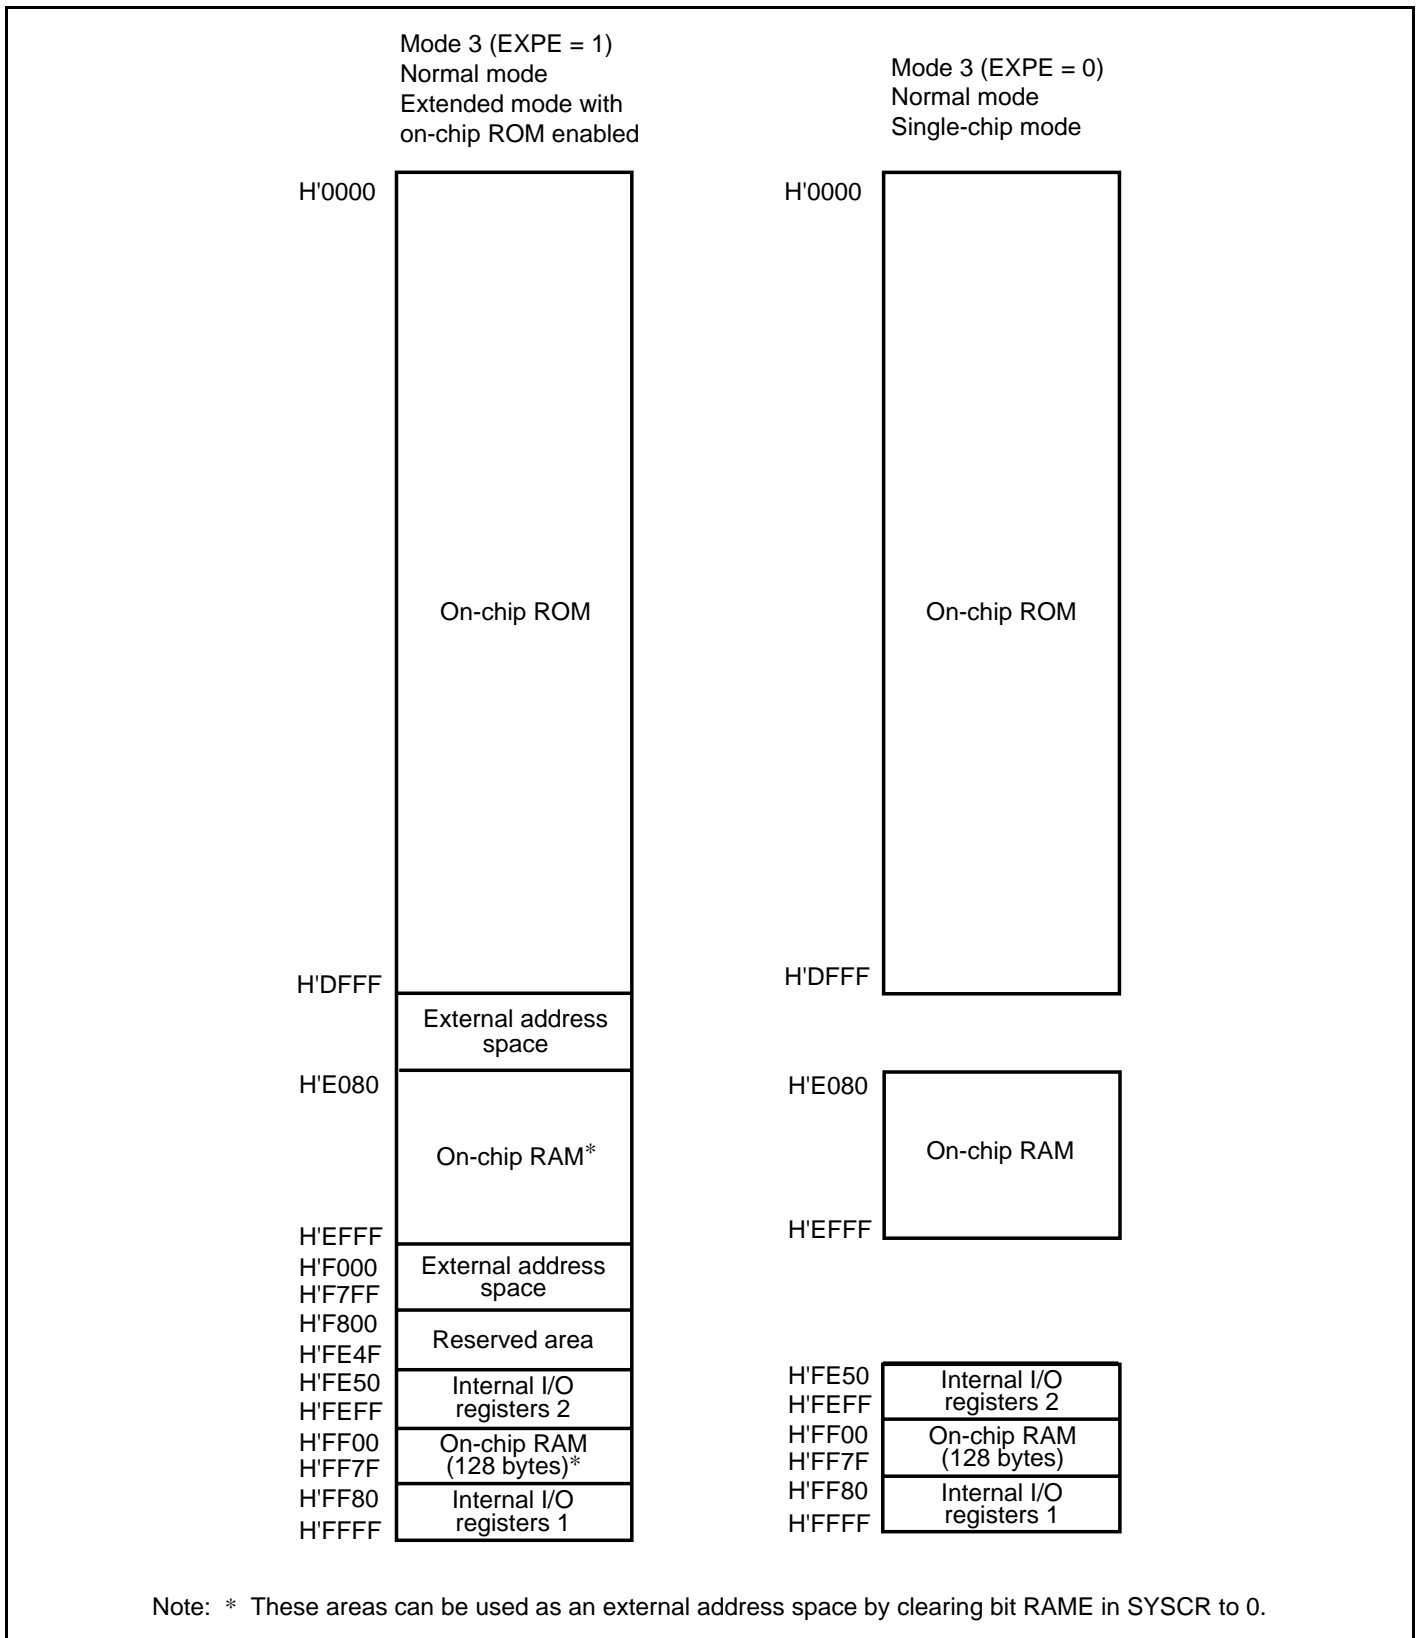 Mode 3 (EXPE = 1)
Normal mode
Extended mode with
on-chip ROM enabled
H'0000
On-chip ROM
H'DFFF
External address
space
H'E080
On-chip RAM*
H'EFFF
H'F000
External address
space
H'F7FF
H'F800
Reserved area
H'FE4F
H'FE50
Internal I/O
registers 2
H'FEFF
H'FF00
On-chip RAM
(128 bytes)*
H'FF7F
H'FF80
Internal I/O
registers 1
H'FFFF
Mode 3 (EXPE = 0)
Normal mode
Single-chip mode
H'0000
On-chip ROM
H'DFFF
H'E080
On-chip RAM
H'EFFF
H'FE50
Internal I/O
registers 2
H'FEFF
H'FF00
On-chip RAM
(128 bytes)
H'FF7F
H'FF80
Internal I/O
registers 1
H'FFFF
Note: * These areas can be used as an external address space by clearing bit RAME in SYSCR to 0.